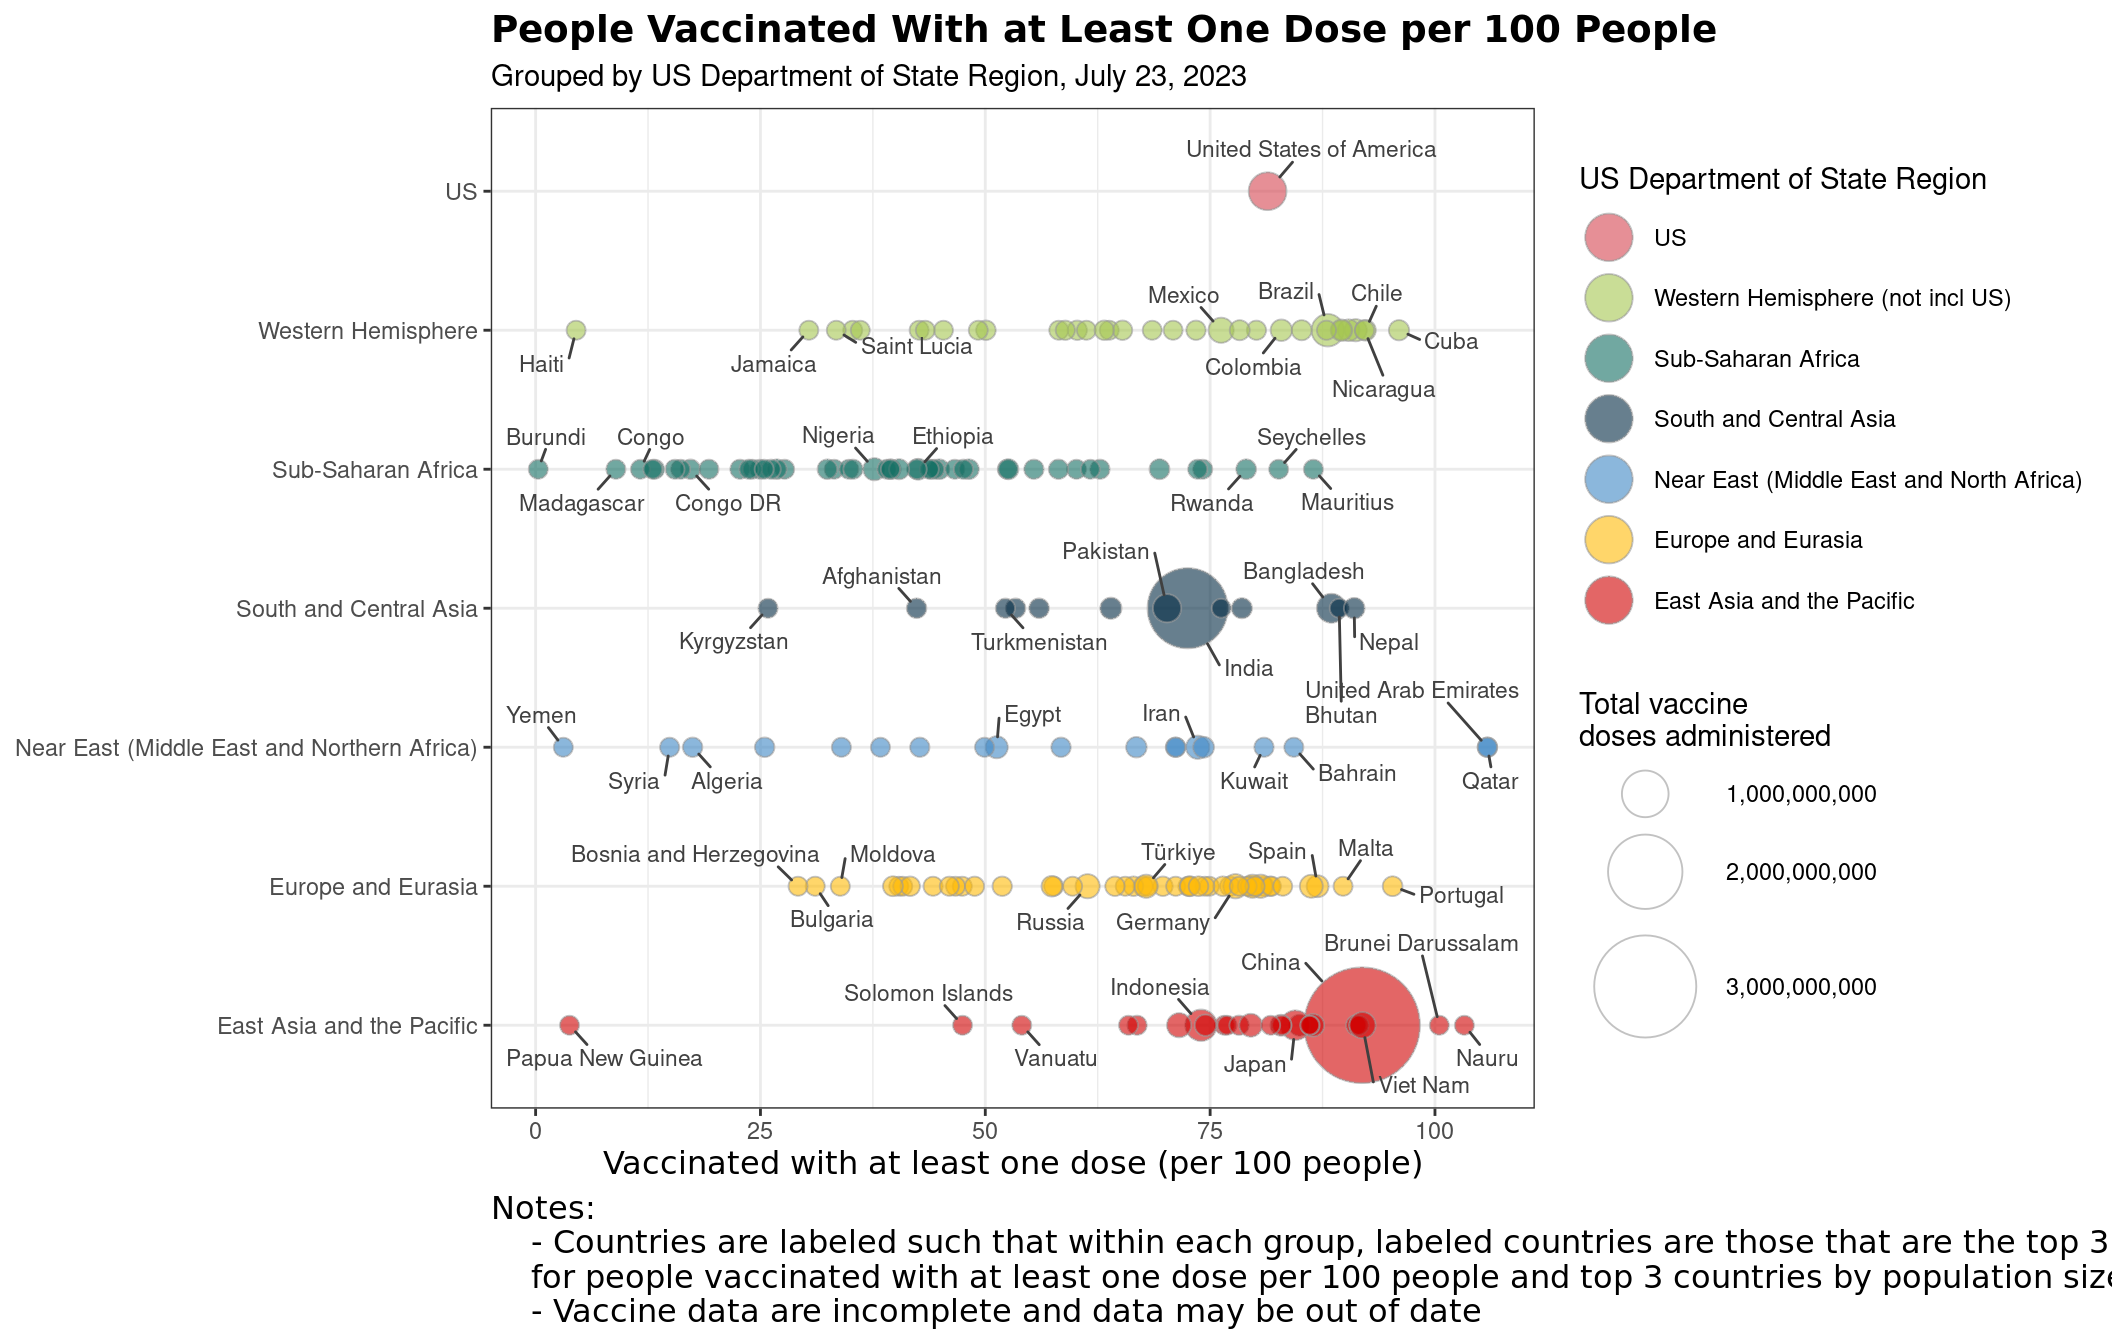 People Vaccinated With at Least One Dose per 100 People
Grouped by US Department of State Region, July 23, 2023
United States of America
US
Mexico
Brazil
Chile
Western Hemisphere
Haiti
Jamaica
Saint Lucia
Colombia
Nicaragua
Cuba
Burundi
Congo
Nigeria
Ethiopia
Seychelles
Sub-Saharan Africa
Madagascar
Congo DR
Rwanda
Mauritius
Pakistan
Afghanistan
Bangladesh
South and Central Asia
Kyrgyzstan
Turkmenistan
India
Nepal
Bhutan
United Arab Emirates
Yemen
Egypt
Iran
Near East (Middle East and Northern Africa)
Syria
Algeria
Kuwait
Bahrain
Qatar
Bosnia and Herzegovina
Moldova
Türkiye
Spain
Malta
Europe and Eurasia
Bulgaria
Russia
Germany
Portugal
Brunei Darussalam
China
Indonesia
Solomon Islands
East Asia and the Pacific
Papua New Guinea
Vanuatu
Japan
Viet Nam
Nauru
0
25
50
75
100
Vaccinated with at least one dose (per 100 people)
US Department of State Region
US
Western Hemisphere (not incl US)
Sub-Saharan Africa
South and Central Asia
Near East (Middle East and North Africa)
Europe and Eurasia
East Asia and the Pacific
Total vaccine
doses administered
1,000,000,000
2,000,000,000
3,000,000,000
Notes:
- Countries are labeled such that within each group, labeled countries are those that are the top 3
for people vaccinated with at least one dose per 100 people and top 3 countries by population size
- Vaccine data are incomplete and data may be out of date